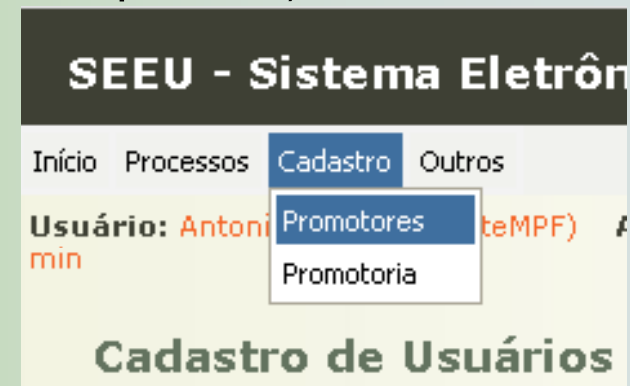 SEEU - Sistema Eletrôn
Início Processos Cadastro Outros
Usuário: Antoni Promotores teMPF)
min
Promotoria
Cadastro de Usuários